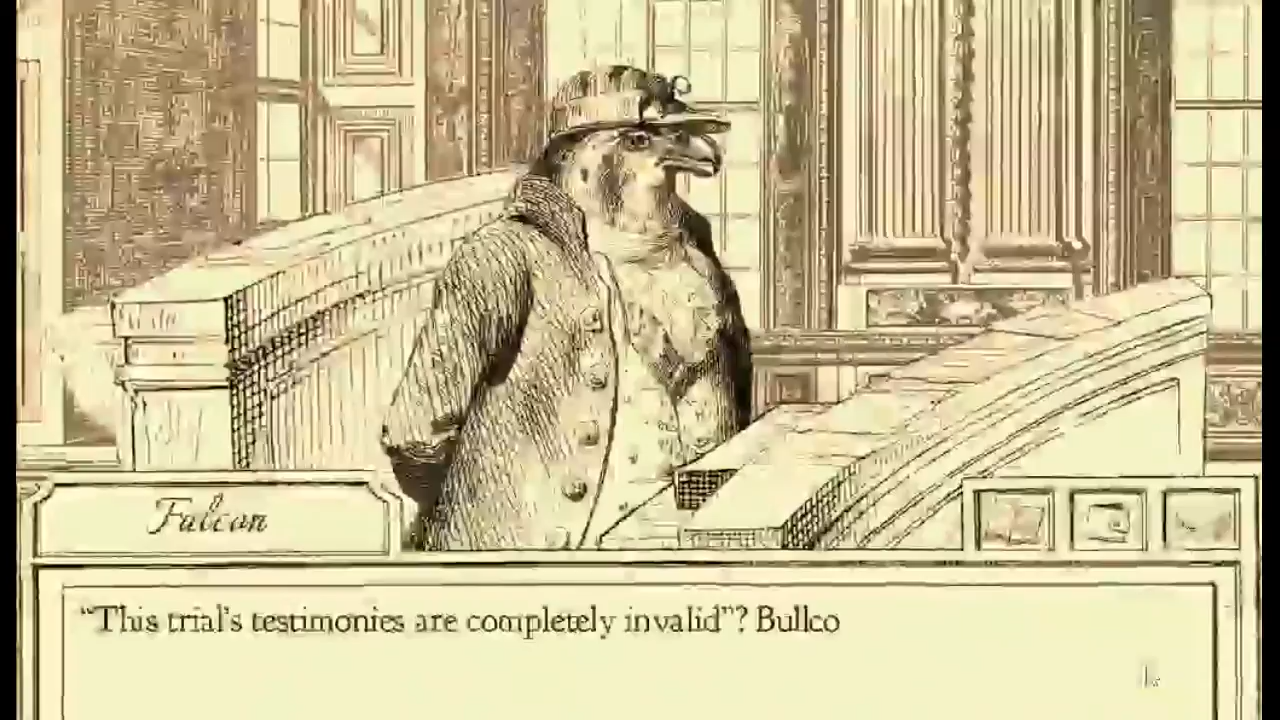 Falcon
“This trial’s testimonies are completely invalid”? Bullco